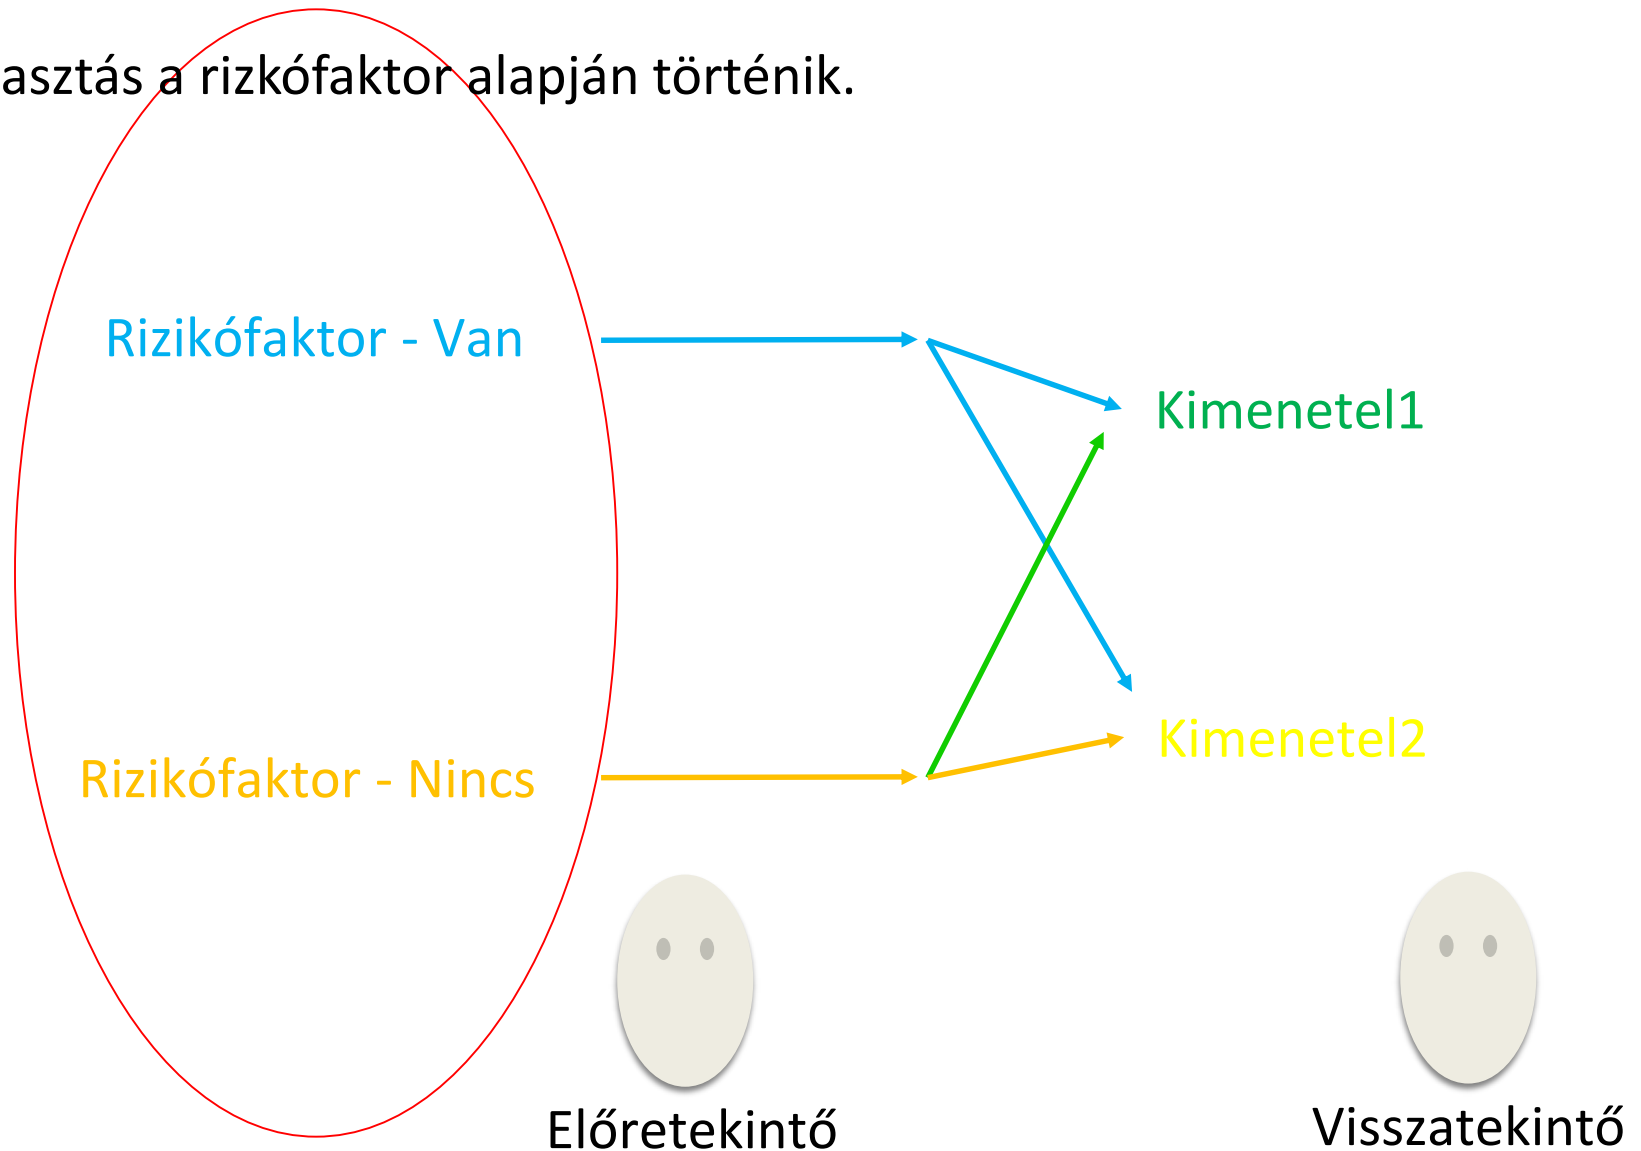 asztás a rizkófaktor alapján történik.
Rizikófaktor - Van
Kimenetel1
Kimenetel2
Rizikófaktor - Nincs
Előretekintő
Visszatekintő